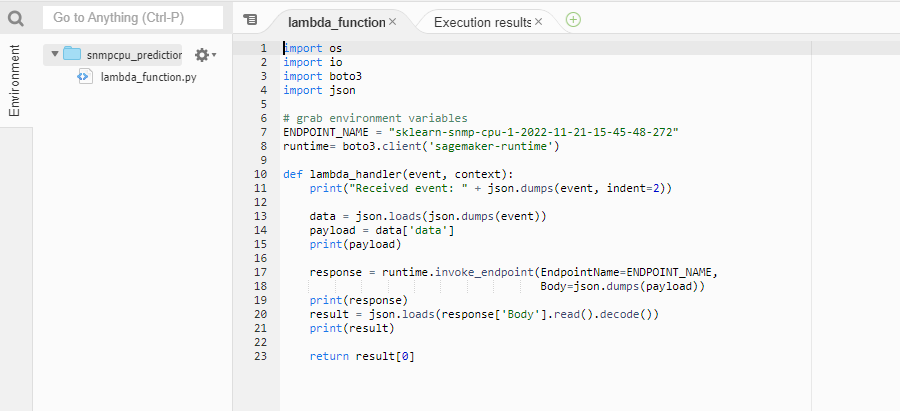 Go to Anything (Ctrl-P)
lambda_function
Execution results
Environment
snmpcpu_prediction
lambda_function.py
1 import os
2 import io
3 import boto3
4 import json
5
6 # grab environment variables
7 ENDPOINT_NAME = "sklearn-snmp-cpu-1-2022-11-21-15-45-48-272"
8 runtime= boto3.client('sagemaker-runtime')
9
10 def lambda_handler(event, context):
11     print("Received event: " + json.dumps(event, indent=2))
12
13     data = json.loads(json.dumps(event))
14     payload = data['data']
15     print(payload)
16
17     response = runtime.invoke_endpoint(EndpointName=ENDPOINT_NAME,
18                                        Body=json.dumps(payload))
19     print(response)
20     result = json.loads(response['Body'].read().decode())
21     print(result)
22
23     return result[0]